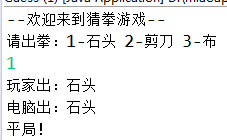 --欢迎来到猜拳游戏--
请出拳：1-石头 2-剪刀 3-布
1
玩家出：石头
电脑出：石头
平局！